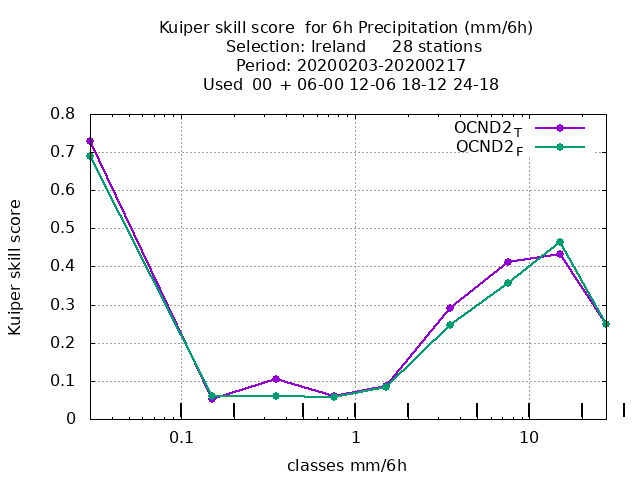 Kuiper skill score  for 6h Precipitation (mm/6h)
Selection: Ireland     28 stations
Period: 20200203-20200217
Used  00  + 06-00 12-06 18-12 24-18
OCND2T
OCND2F
0.8
0.7
0.6
0.5
0.4
0.3
0.2
0.1
0
Kuiper skill score
0.1
1
10
classes mm/6h